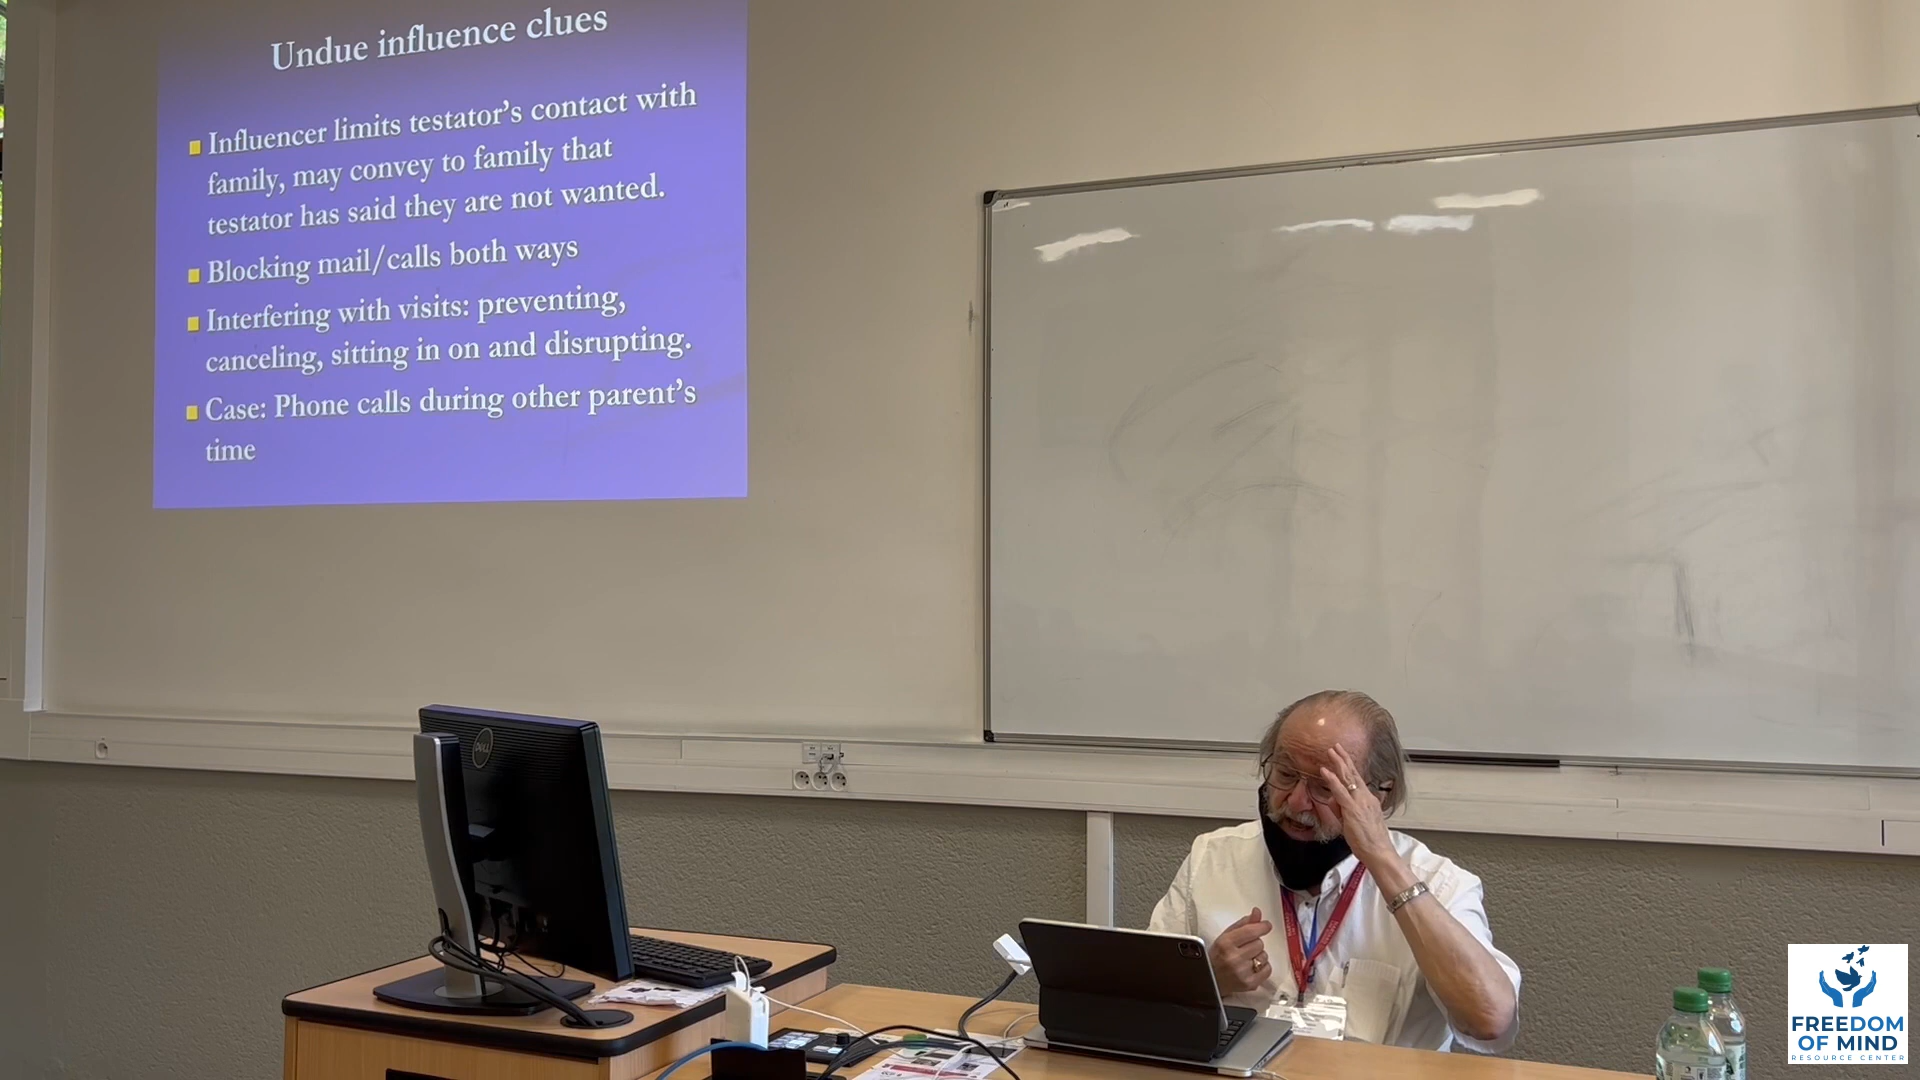 Undue influence clues
Influencer limits testator's contact with
family, may convey to family that
testator has said they are not wanted.
Blocking mail/calls both ways
Interfering with visits: preventing,
canceling, sitting in on and disrupting.
Case: Phone calls during other parent's
time
DELL
FREEDOM
OF MIND
RESOURCE CENTER